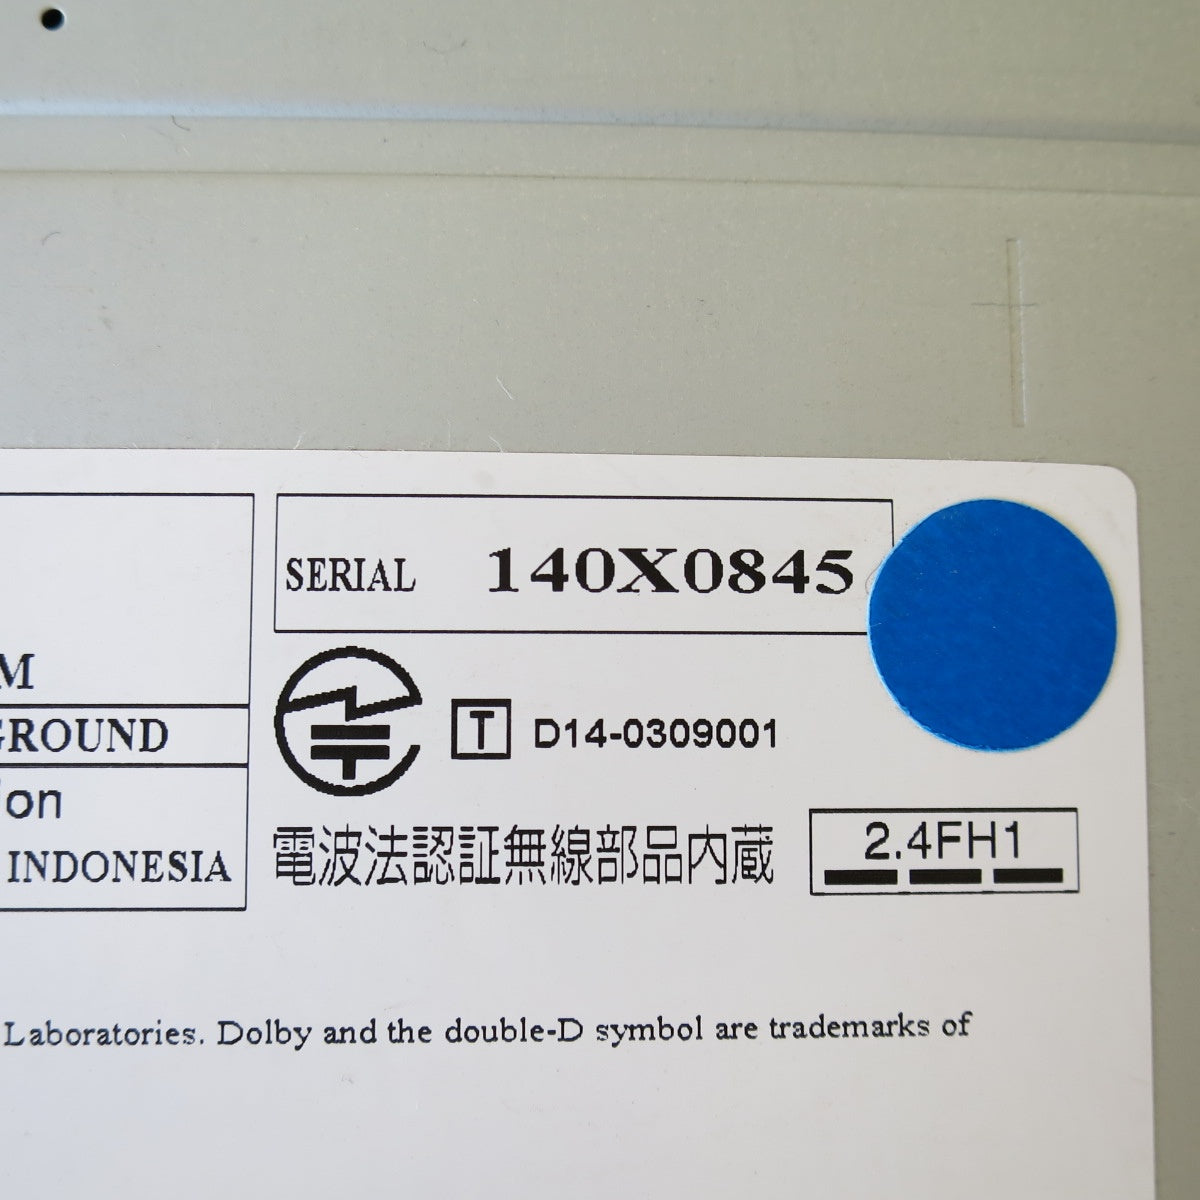 SERIAL 140X0845
M
GROUND
T D14-0309001
on
INDONESIA
電波法認証無線部品内蔵
2.4FH1
Laboratories. Dolby and the double-D symbol are trademarks of